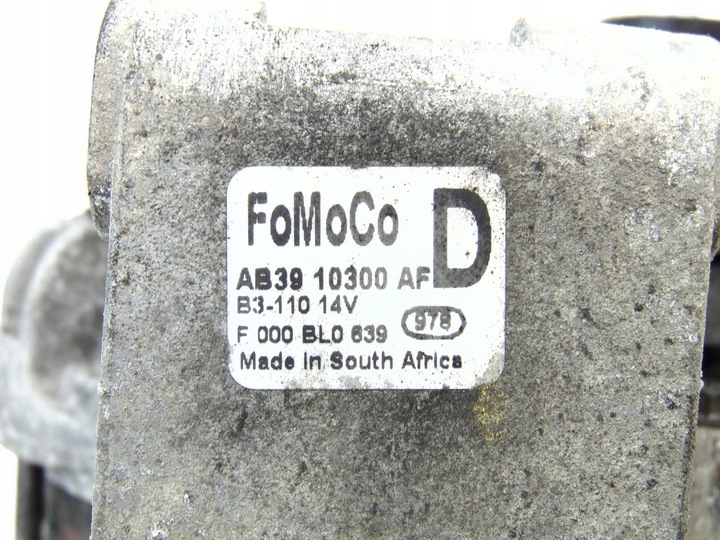 FoMoCo D
AB39 10300 AF
B3-110 14V
F 000 BL0 639 978
Made in South Africa